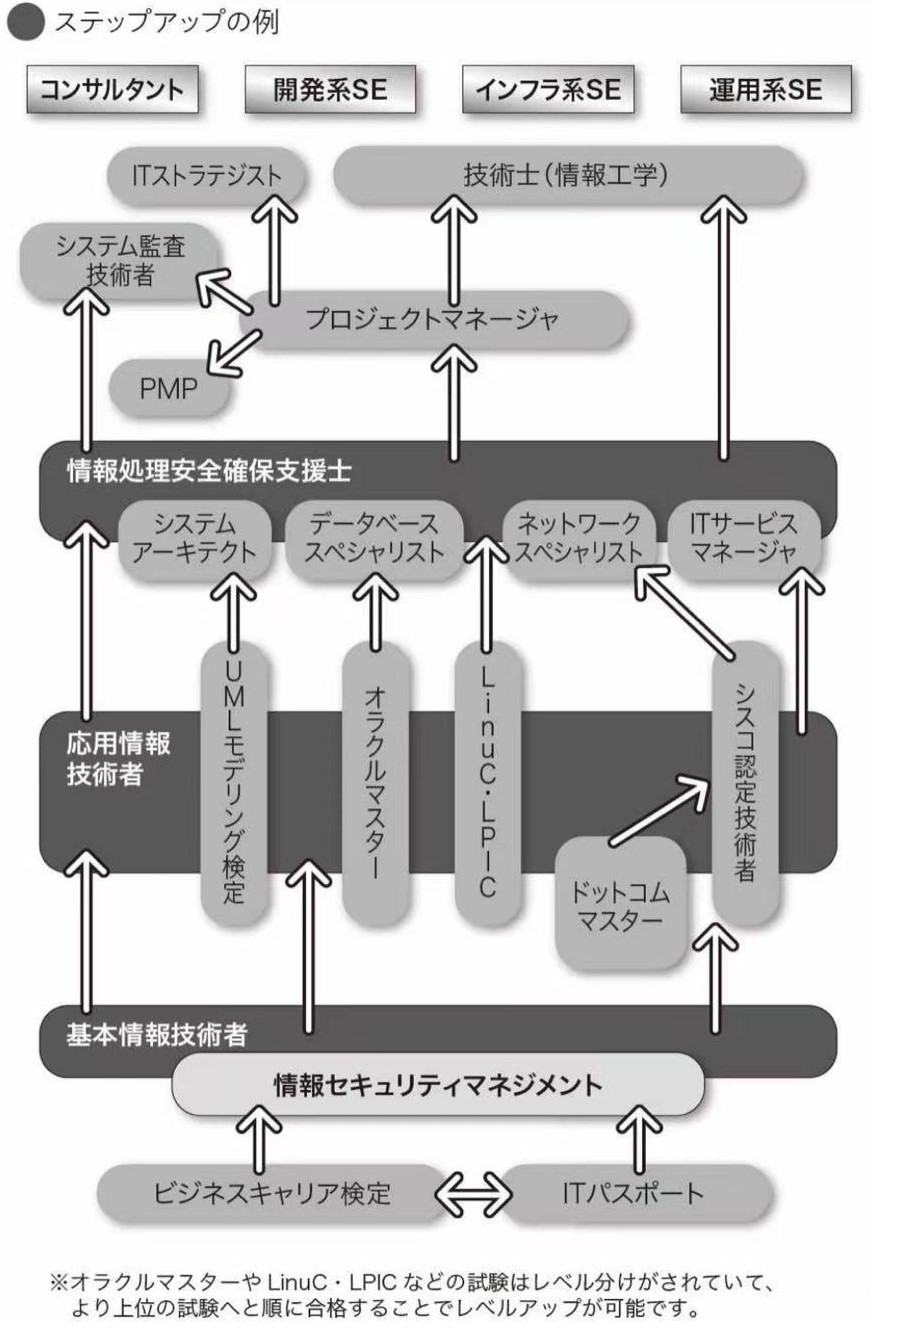 ステップアップの例
コンサルタント
開発系SE
インフラ系SE
運用系SE
ITストラテジスト
技術士（情報工学）
システム監査
技術者
プロジェクトマネージャ
PMP
情報処理安全確保支援士
システム
アーキテクト
データベース
スペシャリスト
ネットワーク
スペシャリスト
ITサービス
マネージャ
UMLモデリング検定
オラクルマスター
LinuC・LPIC
シスコ認定技術者
応用情報
技術者
ドットコム
マスター
基本情報技術者
情報セキュリティマネジメント
ビジネスキャリア検定
ITパスポート
※オラクルマスターや LinuC・LPIC などの試験はレベル分けがされていて、
より上位の試験へと順に合格することでレベルアップが可能です。